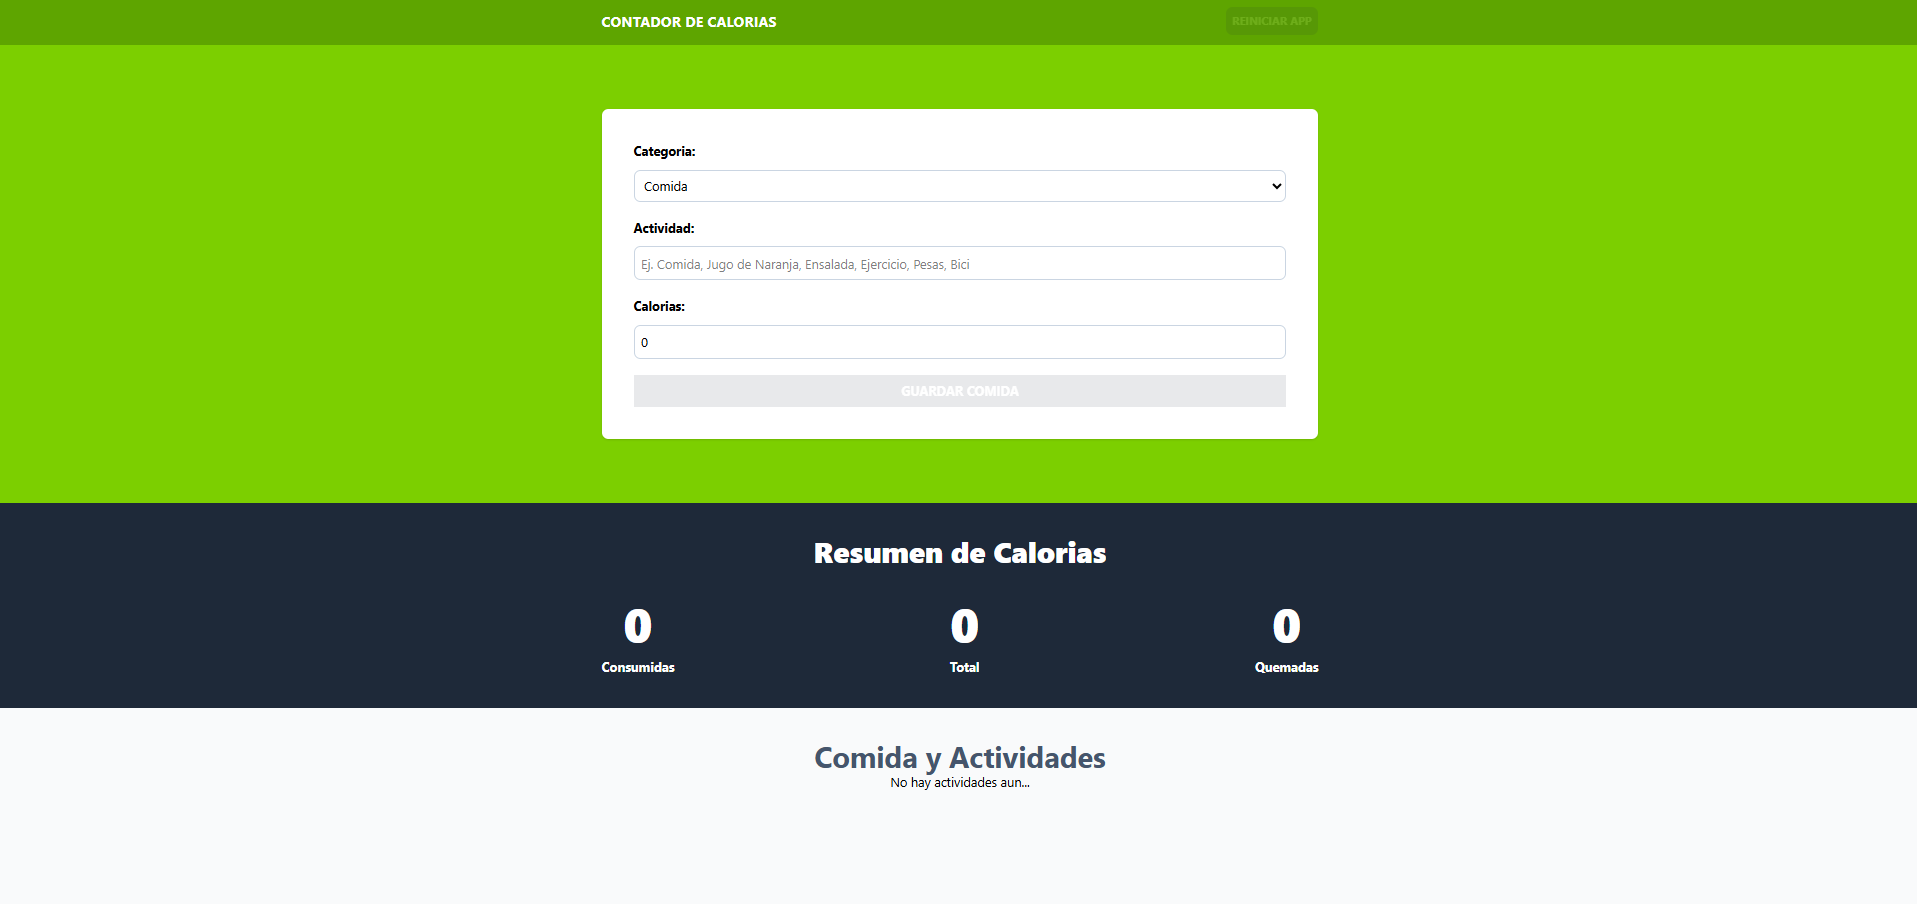 CONTADOR DE CALORIAS
REINICIAR APP
Categoria:
Comida
Actividad:
Ej. Comida, Jugo de Naranja, Ensalada, Ejercicio, Pesas, Bici
Calorias:
0
GUARDAR COMIDA
Resumen de Calorias
0 0 0
Consumidas Total Quemadas
Comida y Actividades
No hay actividades aun...